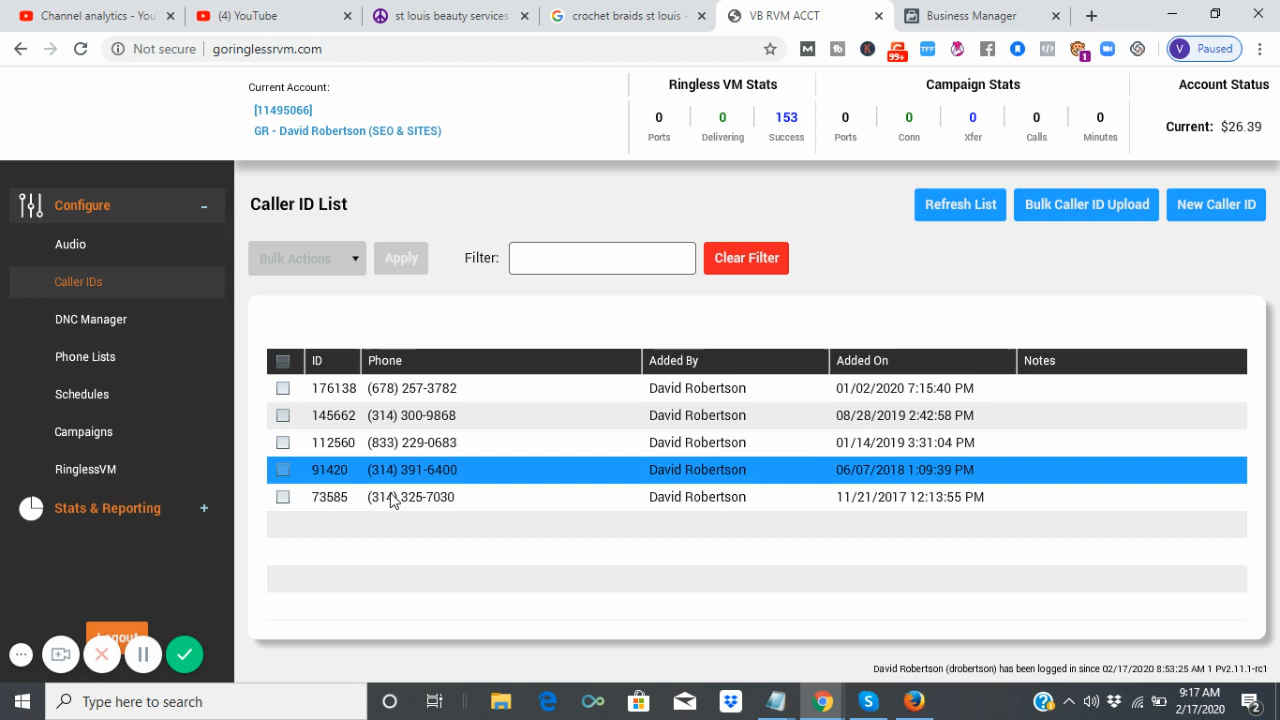 Channel analytics - You
(4) YouTube
st louis beauty services
crochet braids st louis -
VB RVM ACCT
Business Manager
Not secure | goringlessrvm.com
99+
TFF
1
V Paused
Current Account:
[11495066]
GR - David Robertson (SEO & SITES)
Ringless VM Stats
0 0 153
Ports Delivering Success
Campaign Stats
0 0 0 0 0
Ports Conn Xfer Calls Minutes
Account Status
Current: $26.39
Configure -
Audio
Caller IDs
DNC Manager
Phone Lists
Schedules
Campaigns
RinglessVM
Stats & Reporting +
Logout
Caller ID List
Refresh List Bulk Caller ID Upload New Caller ID
Bulk Actions Apply Filter: Clear Filter
ID Phone Added By Added On Notes
176138 (678) 257-3782 David Robertson 01/02/2020 7:15:40 PM
145662 (314) 300-9868 David Robertson 08/28/2019 2:42:58 PM
112560 (833) 229-0683 David Robertson 01/14/2019 3:31:04 PM
91420 (314) 391-6400 David Robertson 06/07/2018 1:09:39 PM
73585 (314) 325-7030 David Robertson 11/21/2017 12:13:55 PM
David Robertson (drobertson) has been logged in since 02/17/2020 8:53:25 AM 1 Pv2.11.1-rc1
Type here to search
9:17 AM
2/17/2020
2